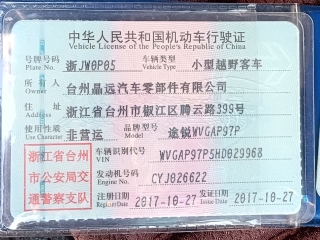 中华人民共和国机动车行驶证
Vehicle License of the People's Republic of China
号牌号码 浙JW0P05 车辆类型 小型越野客车
Plate No. Vehicle Type
所有人 台州晶远汽车零部件有限公司
Owner
住址 浙江省台州市椒江区聘云路399号
Address
使用性质 非营运 品牌型号 途锐WVGAP97P
Use Character Model
浙江省台州 车辆识别代号 WVGAP97P5HD029968
VIN
市公安局交 发动机号码 CYJ026622
Engine No.
通警察支队 注册日期 2017-10-27 发证日期 2017-10-27
Register Date Issue Date